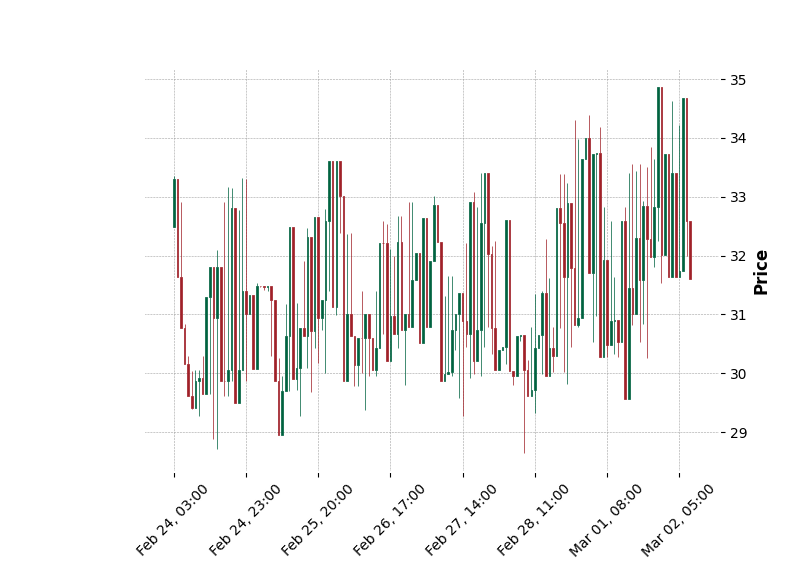 35
34
33
32
31
30
29
Price
Feb 24, 03:00
Feb 24, 23:00
Feb 25, 20:00
Feb 26, 17:00
Feb 27, 14:00
Feb 28, 11:00
Mar 01, 08:00
Mar 02, 05:00